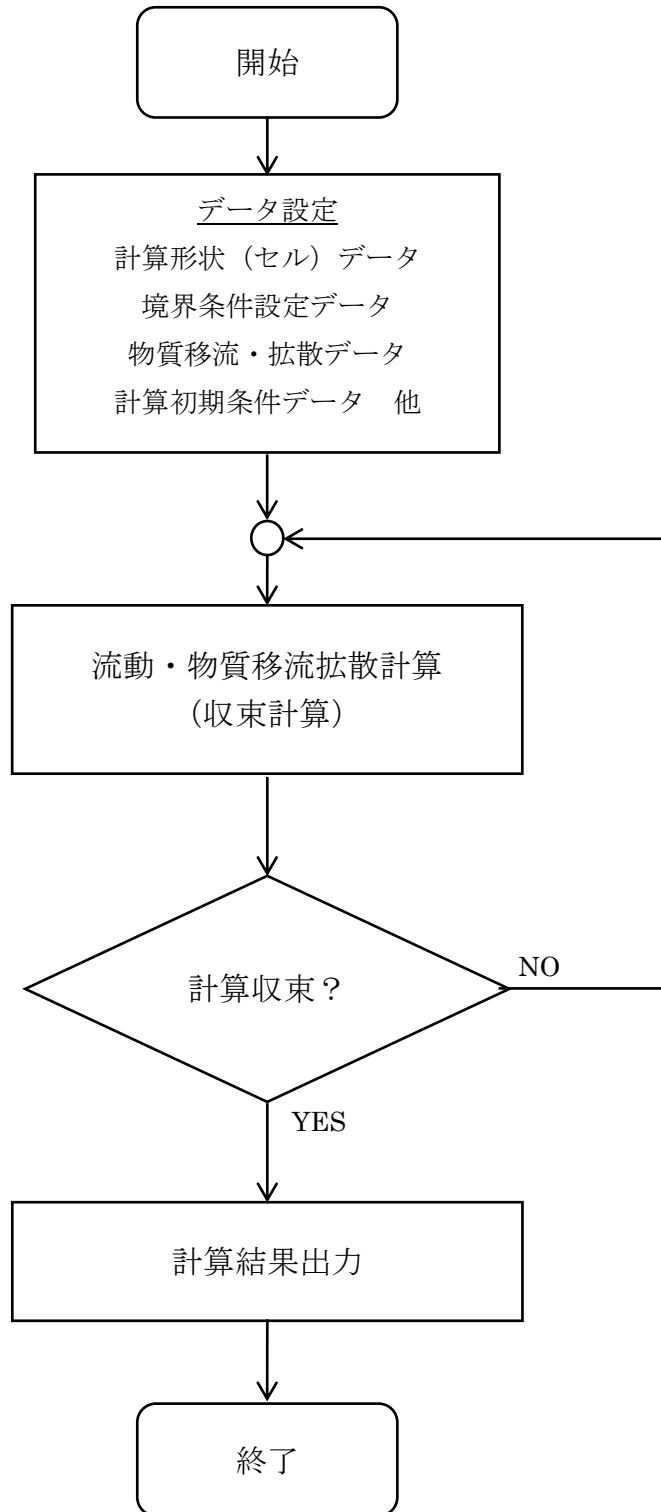 開始
データ設定
計算形状（セル）データ
境界条件設定データ
物質移流・拡散データ
計算初期条件データ　他
流動・物質移流拡散計算
（収束計算）
計算収束？
NO
YES
計算結果出力
終了